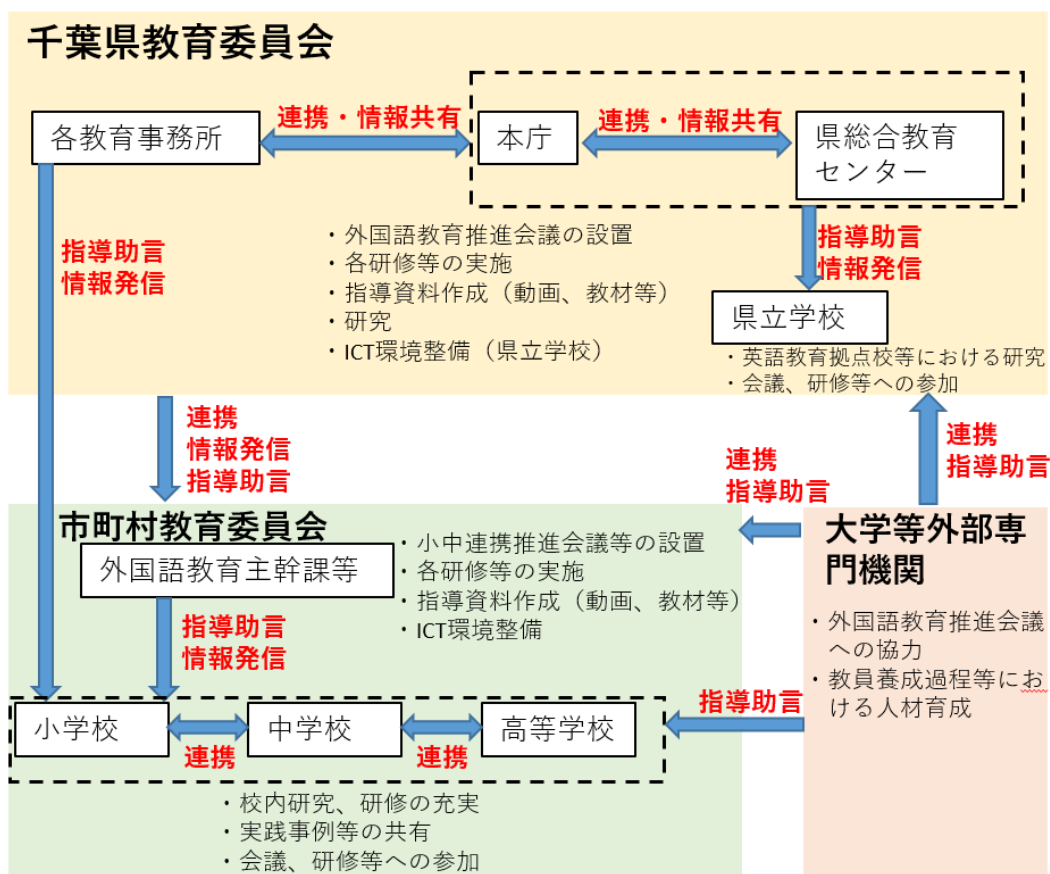 千葉県教育委員会
各教育事務所
連携・情報共有
本庁
連携・情報共有
県総合教育
センター
指導助言
情報発信
・外国語教育推進会議の設置
・各研修等の実施
・指導資料作成（動画、教材等）
・研究
・ICT環境整備（県立学校）
指導助言
情報発信
県立学校
・英語教育拠点校等における研究
・会議、研修等への参加
連携
情報発信
指導助言
連携
指導助言
連携
指導助言
市町村教育委員会
外国語教育主幹課等
・小中連携推進会議等の設置
・各研修等の実施
・指導資料作成（動画、教材等）
・ICT環境整備
指導助言
情報発信
大学等外部専
門機関
・外国語教育推進会議
への協力
・教員養成過程等にお
ける人材育成
指導助言
小学校
連携
中学校
連携
高等学校
・校内研究、研修の充実
・実践事例等の共有
・会議、研修等への参加